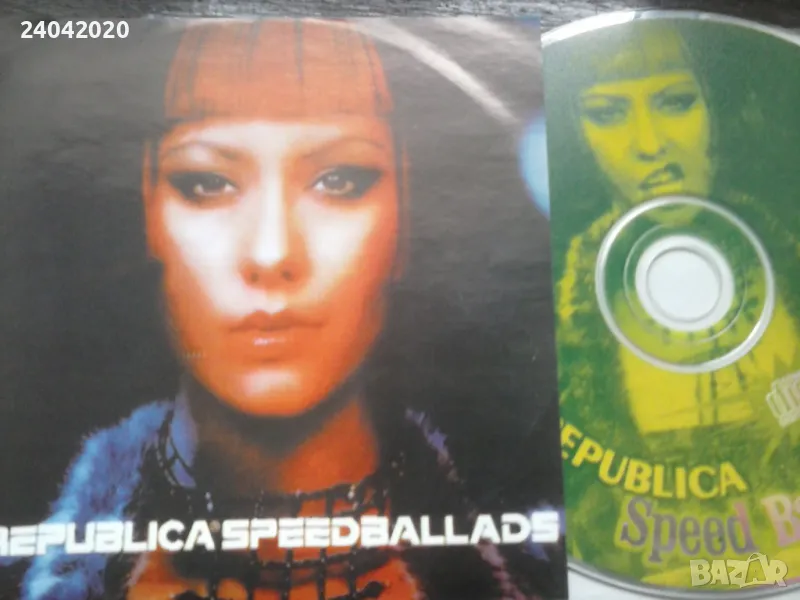 24042020
REPUBLICA SPEEDBALLADS
REPUBLICA
Speed
BAZAR